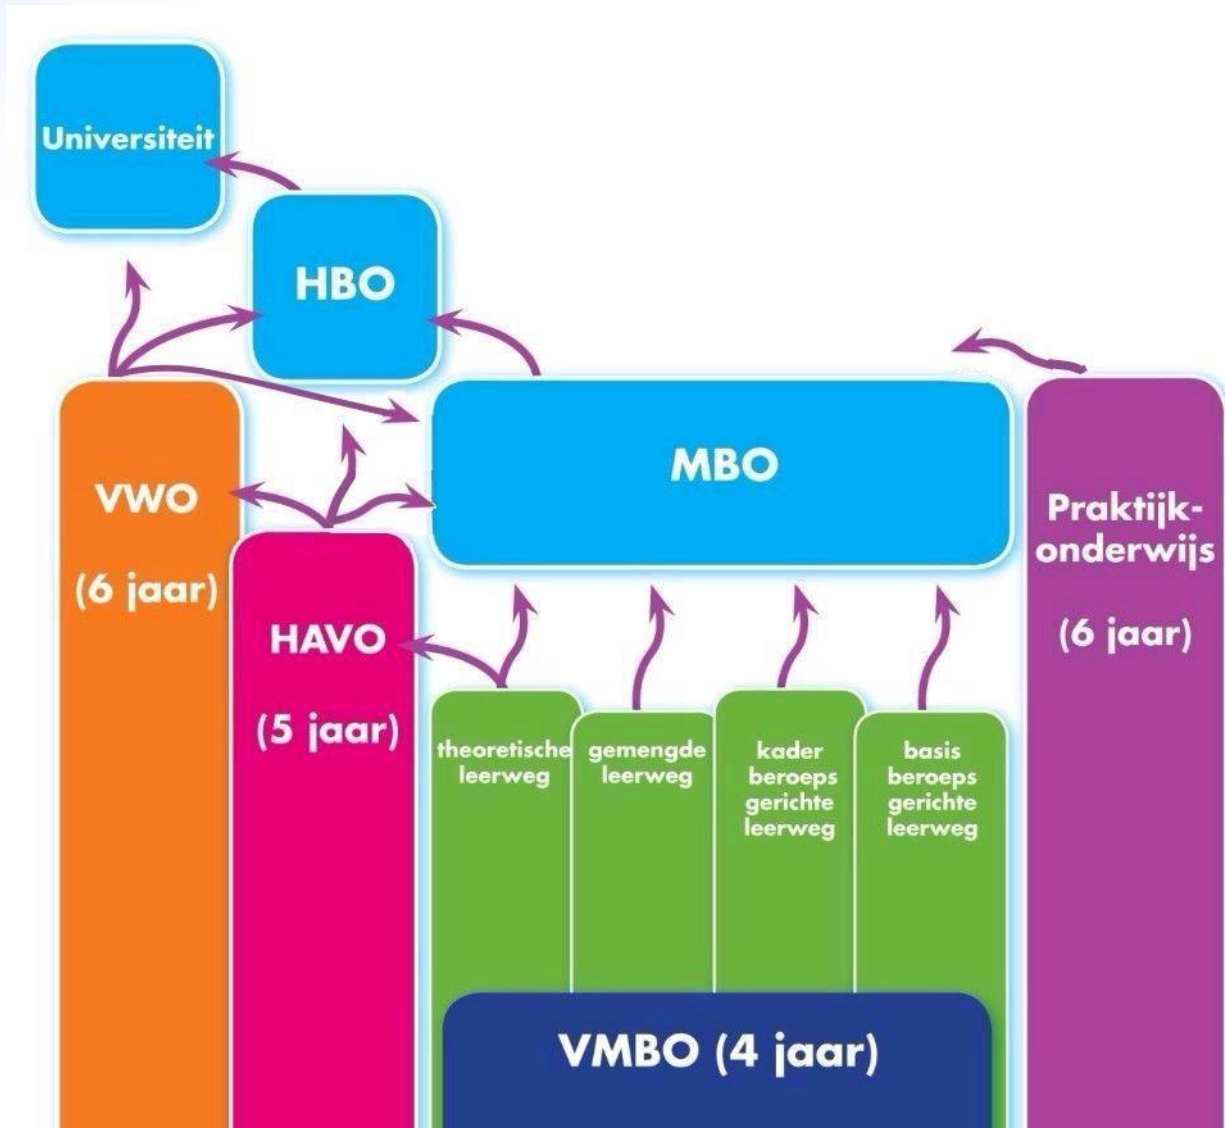 Universiteit
HBO
MBO
VWO
(6 jaar)
HAVO
(5 jaar)
theoretische
leerweg
gemengde
leerweg
kader
beroeps
gerichte
leerweg
basis
beroeps
gerichte
leerweg
VMBO (4 jaar)
Praktijk-
onderwijs
(6 jaar)